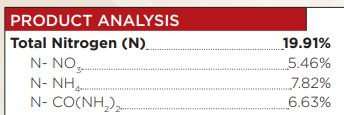 PRODUCT ANALYSIS
Total Nitrogen (N) 19.91%
N- NO₃ 5.46%
N- NH₄ 7.82%
N- CO(NH₂)₂ 6.63%